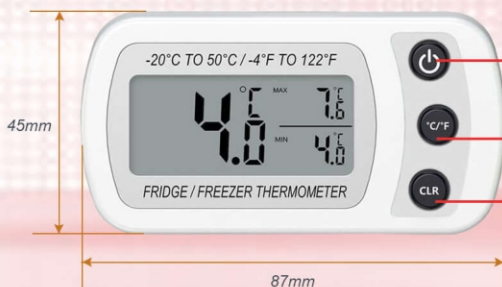 -20°C TO 50°C / -4°F TO 122°F
°C MAX 7.6 °C
4.0
MIN 4.0 °C
FRIDGE / FREEZER THERMOMETER
°C/°F
CLR
45mm
87mm